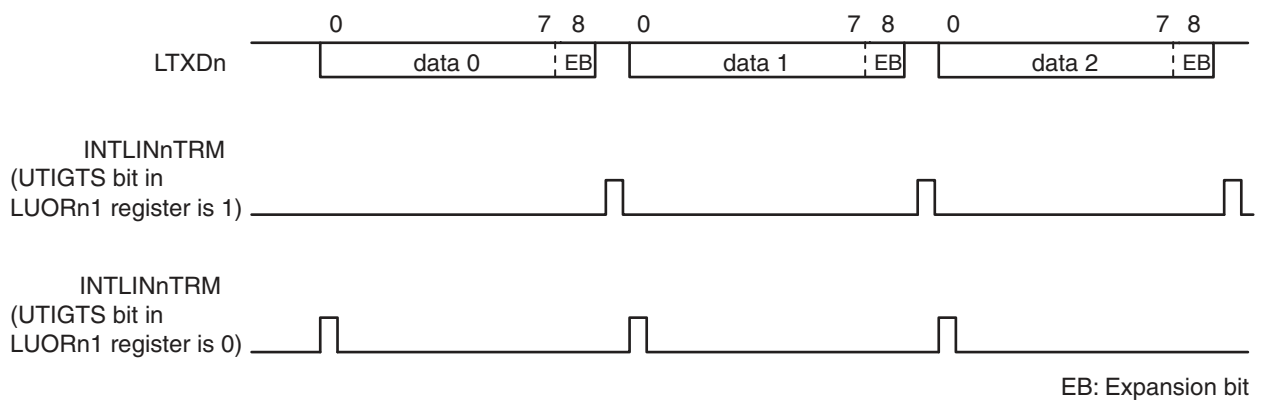 0 7 8 0 7 8 0 7 8
LTXDn data 0 EB data 1 EB data 2 EB
INTLINnTRM
(UTIGTS bit in
LUORn1 register is 1)
INTLINnTRM
(UTIGTS bit in
LUORn1 register is 0)
EB: Expansion bit